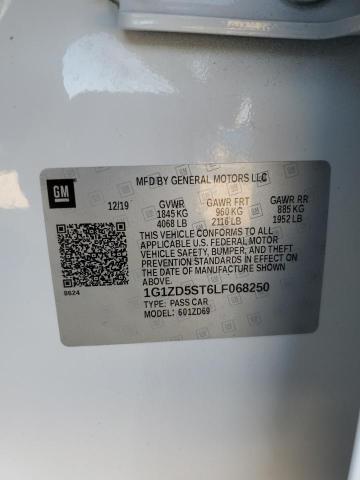 GM
MFD BY GENERAL MOTORS LLC
12/19 GVWR GAWR FRT GAWR RR
1845 KG 960 KG 885 KG
4068 LB 2116 LB 1952 LB
THIS VEHICLE CONFORMS TO ALL
APPLICABLE U.S. FEDERAL MOTOR
VEHICLE SAFETY, BUMPER, AND THEFT
PREVENTION STANDARDS IN EFFECT ON
THE DATE OF MANUFACTURE SHOWN
ABOVE.
8624
1G1ZD5ST6LF068250
TYPE: PASS CAR
MODEL: 601ZD69